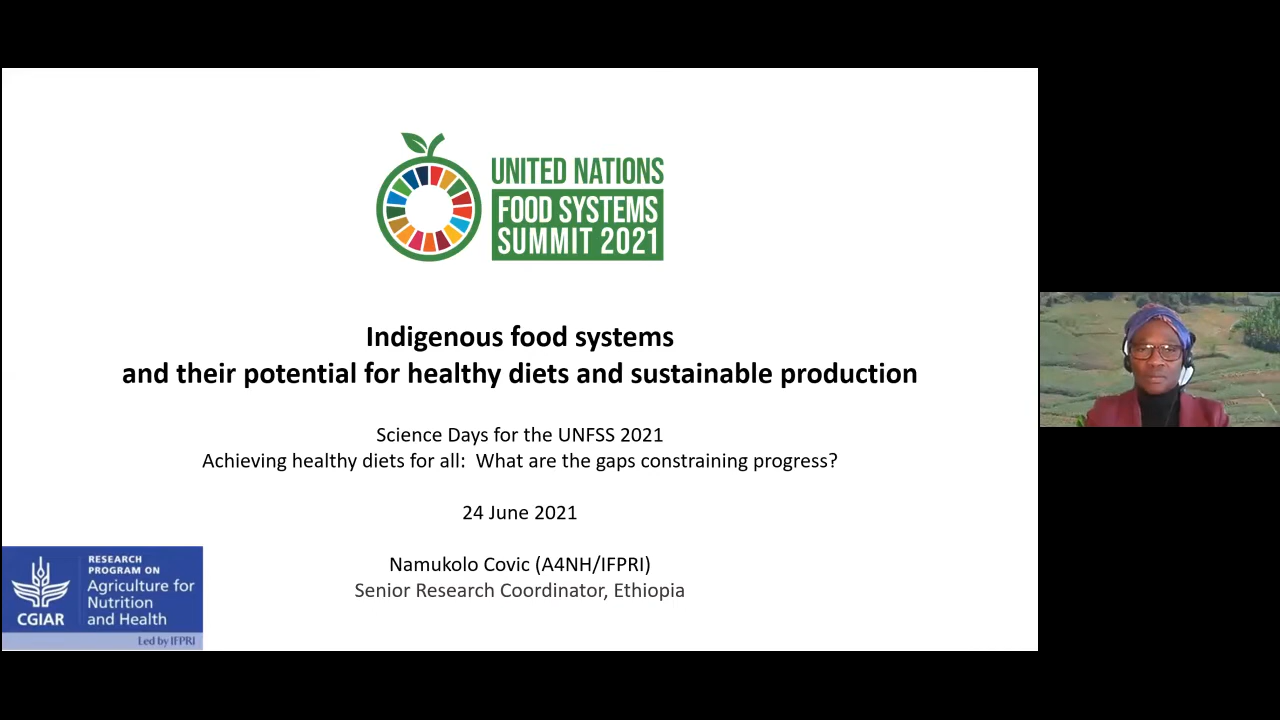 UNITED NATIONS
FOOD SYSTEMS
SUMMIT 2021
Indigenous food systems
and their potential for healthy diets and sustainable production
Science Days for the UNFSS 2021
Achieving healthy diets for all:  What are the gaps constraining progress?
24 June 2021
Namukolo Covic (A4NH/IFPRI)
Senior Research Coordinator, Ethiopia
RESEARCH
PROGRAM ON
Agriculture for
Nutrition
and Health
CGIAR
Led by IFPRI